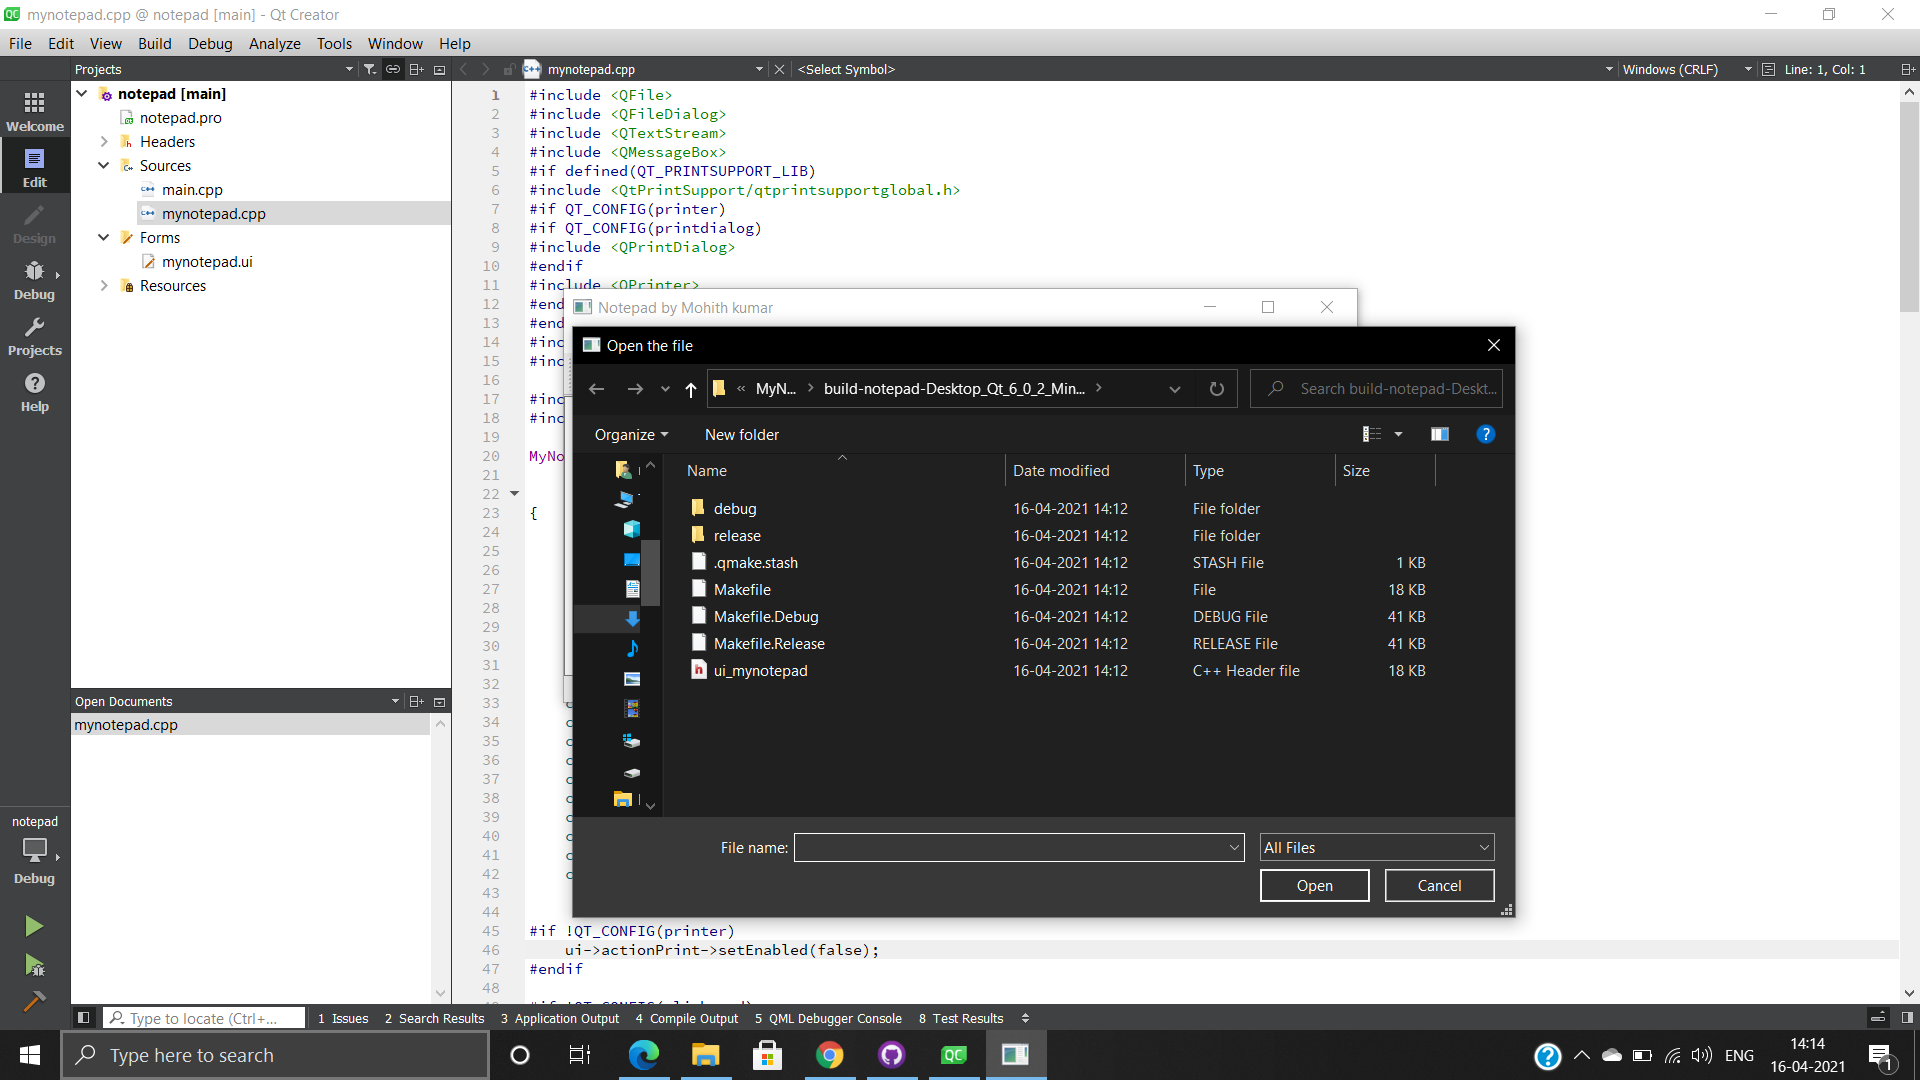 mynotepad.cpp @ notepad [main] - Qt Creator
File Edit View Build Debug Analyze Tools Window Help
Projects
mynotepad.cpp
<Select Symbol>
Windows (CRLF)
Line: 1, Col: 1
Welcome
Edit
Design
Debug
Projects
Help
notepad [main]
notepad.pro
Headers
Sources
main.cpp
mynotepad.cpp
Forms
mynotepad.ui
Resources
1 #include <QFile>
2 #include <QFileDialog>
3 #include <QTextStream>
4 #include <QMessageBox>
5 #if defined(QT_PRINTSUPPORT_LIB)
6 #include <QtPrintSupport/qtprintsupportglobal.h>
7 #if QT_CONFIG(printer)
8 #if QT_CONFIG(printdialog)
9 #include <QPrintDialog>
10 #endif
11 #include <QPrinter>
12 #end
13 #end
14 #inc
15 #inc
16
17 #inc
18 #inc
19
20 MyNo
21
22
23 {
24
25
26
27
28
29
30
31
32
33 c
34 c
35 c
36 c
37 c
38 c
39 c
40 c
41 c
42 c
43
44
45 #if !QT_CONFIG(printer)
46 ui->actionPrint->setEnabled(false);
47 #endif
48
Notepad by Mohith kumar
Open the file
« MyN... > build-notepad-Desktop_Qt_6_0_2_Min... >
Search build-notepad-Deskt...
Organize New folder
Name Date modified Type Size
debug 16-04-2021 14:12 File folder
release 16-04-2021 14:12 File folder
.qmake.stash 16-04-2021 14:12 STASH File 1 KB
Makefile 16-04-2021 14:12 File 18 KB
Makefile.Debug 16-04-2021 14:12 DEBUG File 41 KB
Makefile.Release 16-04-2021 14:12 RELEASE File 41 KB
ui_mynotepad 16-04-2021 14:12 C++ Header file 18 KB
File name:
All Files
Open Cancel
Open Documents
mynotepad.cpp
notepad
Debug
Type to locate (Ctrl+...
1 Issues 2 Search Results 3 Application Output 4 Compile Output 5 QML Debugger Console 8 Test Results
Type here to search
QC
ENG
14:14
16-04-2021
1